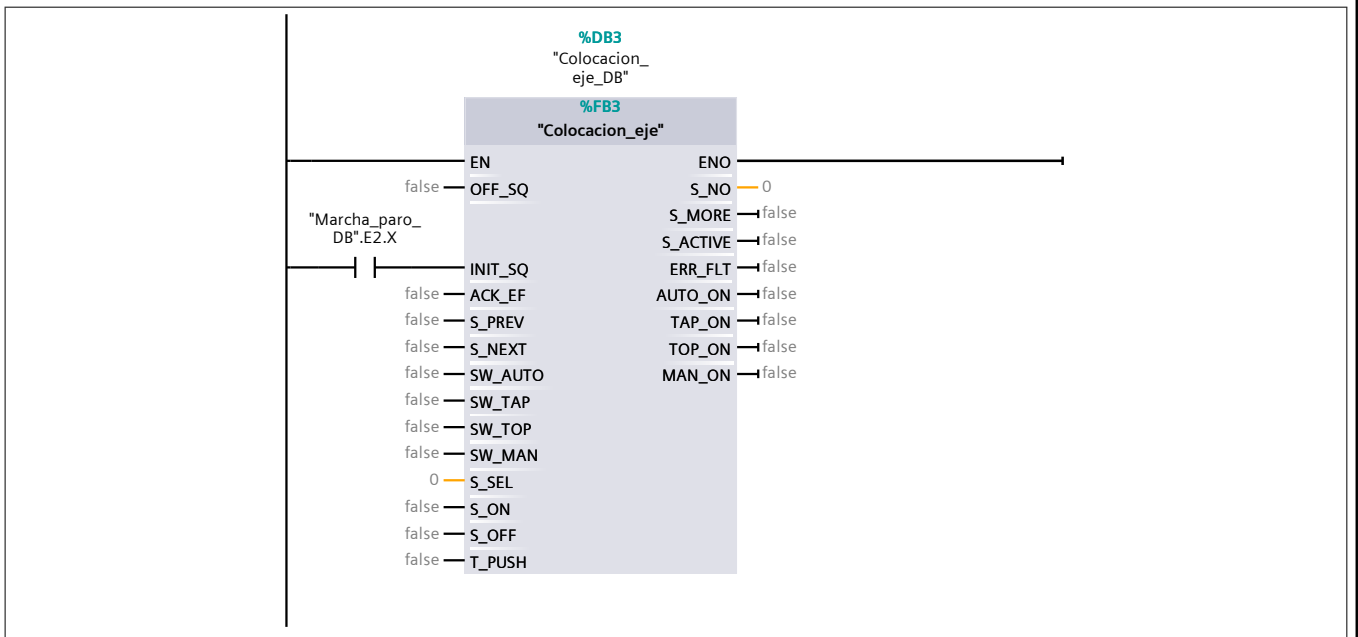 %DB3
"Colocacion_
eje_DB"
%FB3
"Colocacion_eje"
EN ENO
false OFF_SQ S_NO 0
"Marcha_paro_
DB".E2.X
S_MORE false
S_ACTIVE false
INIT_SQ ERR_FLT false
false ACK_EF AUTO_ON false
false S_PREV TAP_ON false
false S_NEXT TOP_ON false
false SW_AUTO MAN_ON false
false SW_TAP
false SW_TOP
false SW_MAN
0 S_SEL
false S_ON
false S_OFF
false T_PUSH